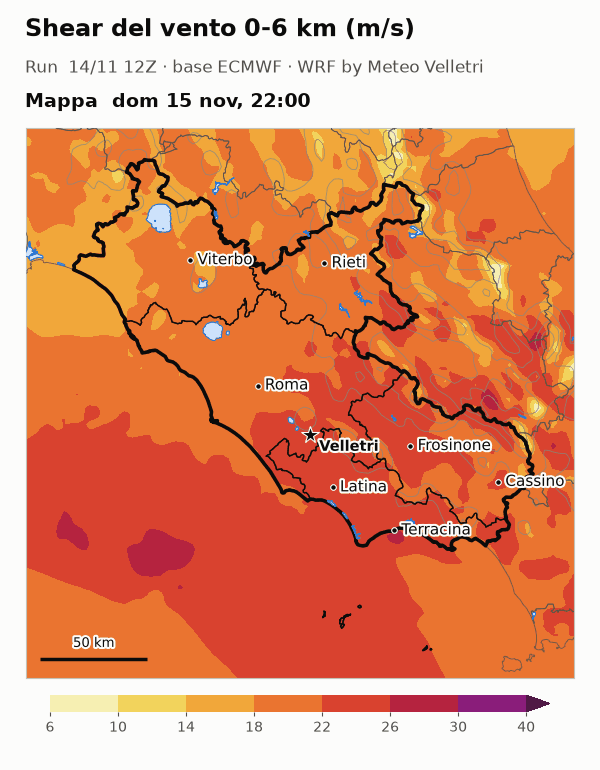 Shear del vento 0-6 km (m/s)
Run  14/11 12Z · base ECMWF · WRF by Meteo Velletri
Mappa  dom 15 nov, 22:00
Viterbo
Rieti
Roma
Velletri
Frosinone
Cassino
Latina
Terracina
50 km
6 10 14 18 22 26 30 40